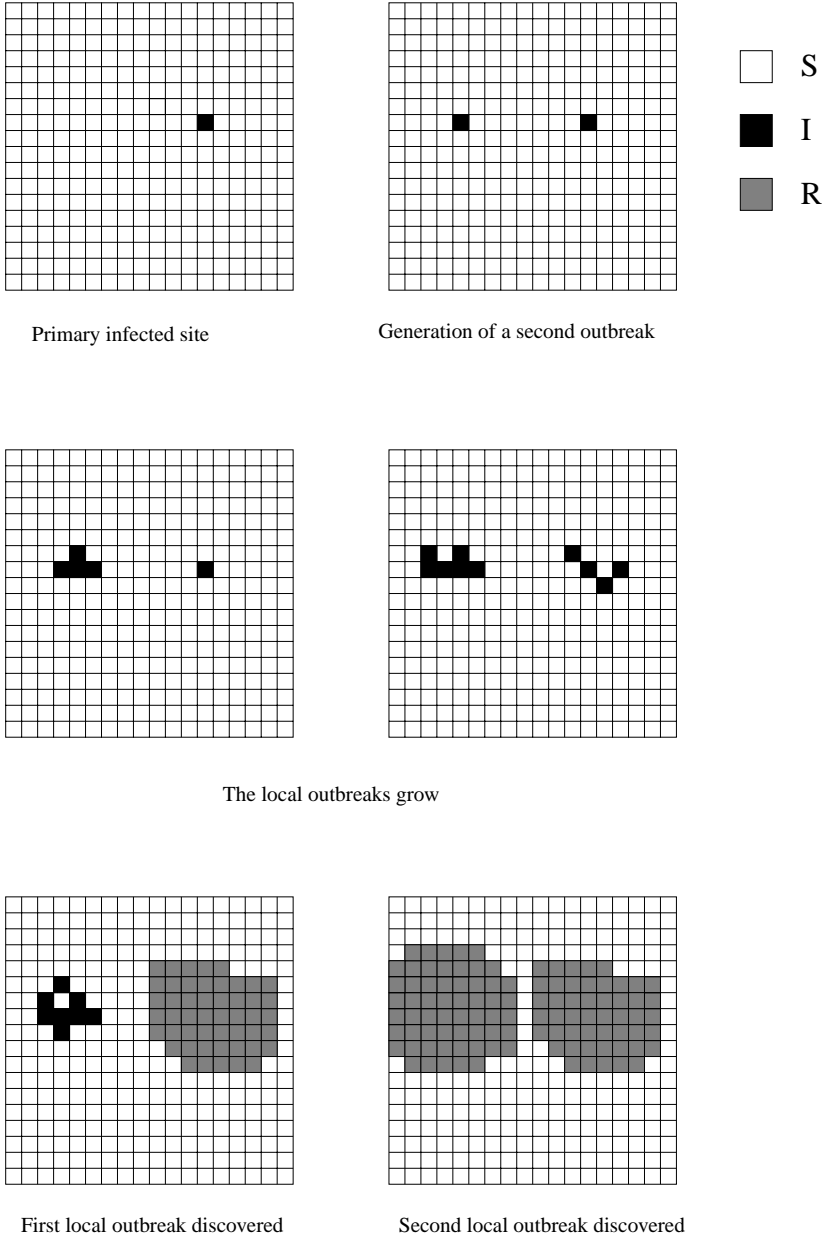 S
I
R
Primary infected site
Generation of a second outbreak
The local outbreaks grow
First local outbreak discovered
Second local outbreak discovered